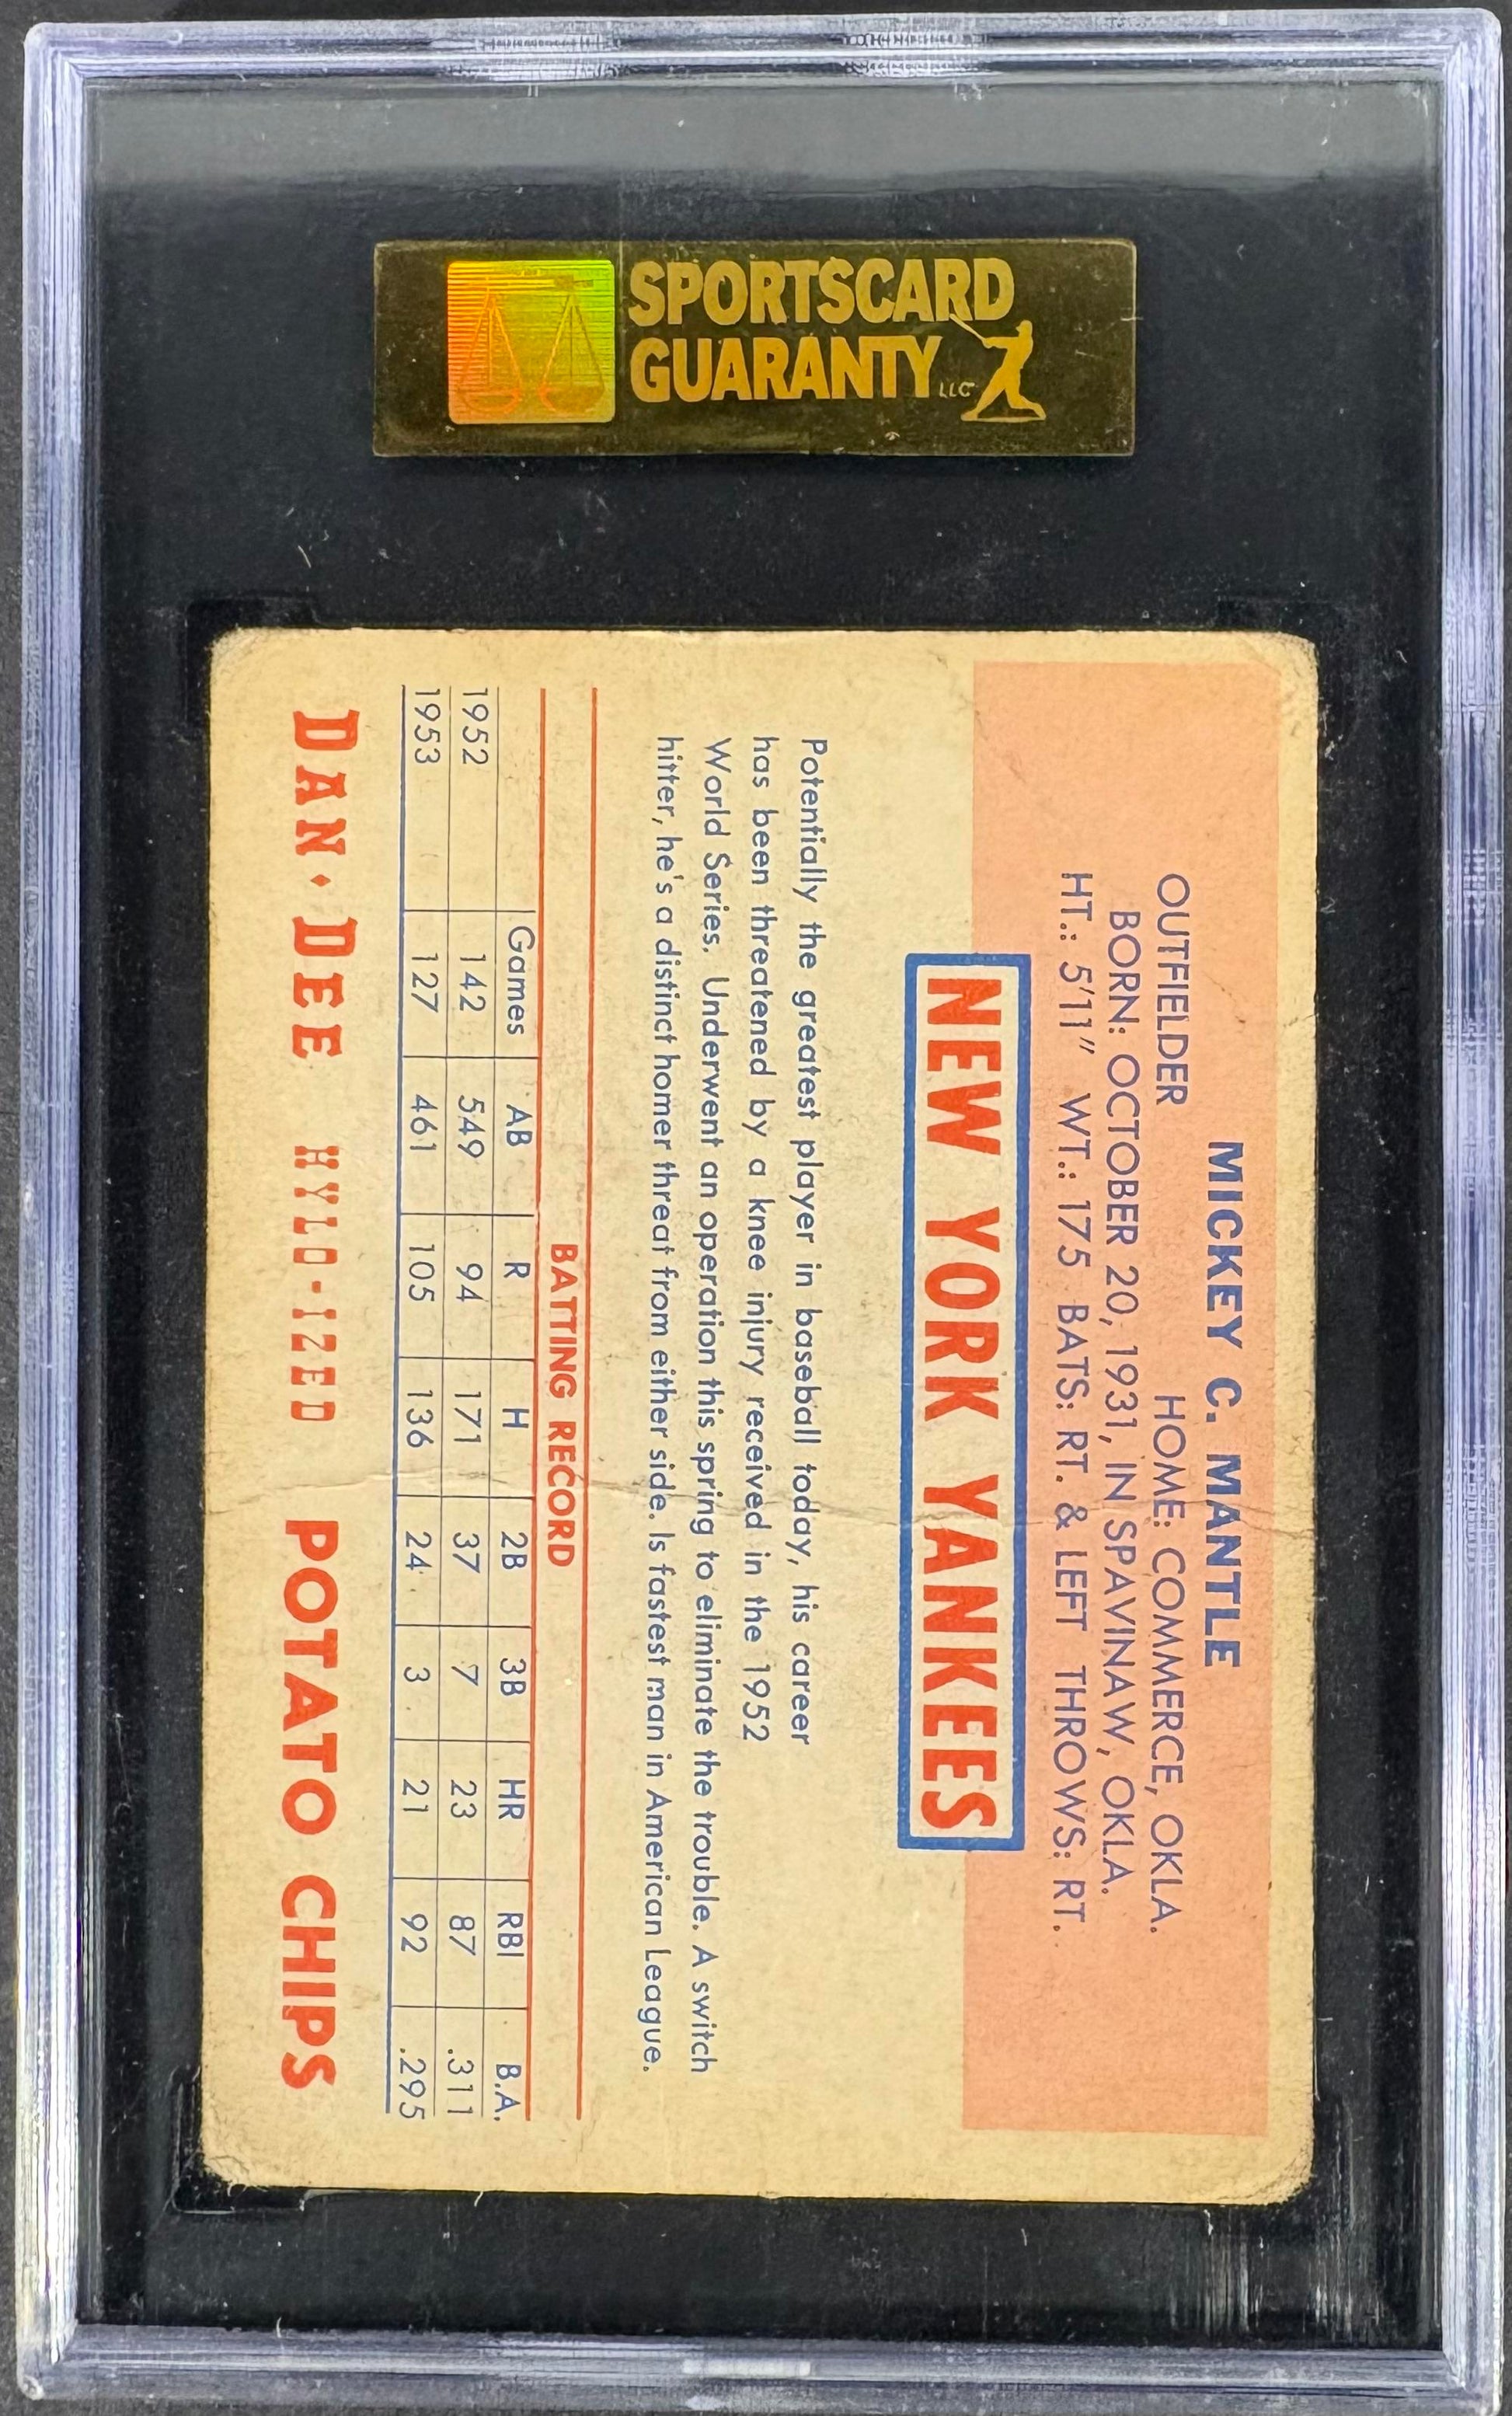 SPORTSCARD
GUARANTY LLC
MICKEY C. MANTLE
OUTFIELDER HOME: COMMERCE, OKLA.
BORN: OCTOBER 20, 1931, IN SPAVINAW, OKLA.
HT.: 5'11" WT.: 175 BATS: RT. & LEFT THROWS: RT.
NEW YORK YANKEES
Potentially the greatest player in baseball today, his career
has been threatened by a knee injury received in the 1952
World Series. Underwent an operation this spring to eliminate the trouble. A switch
hitter, he's a distinct homer threat from either side. Is fastest man in American League.
BATTING RECORD
Games AB R H 2B 3B HR RBI B.A.
1952 142 549 94 171 37 7 23 87 .311
1953 127 461 105 136 24 3 21 92 .295
DAN·DEE HYLO-IZED POTATO CHIPS